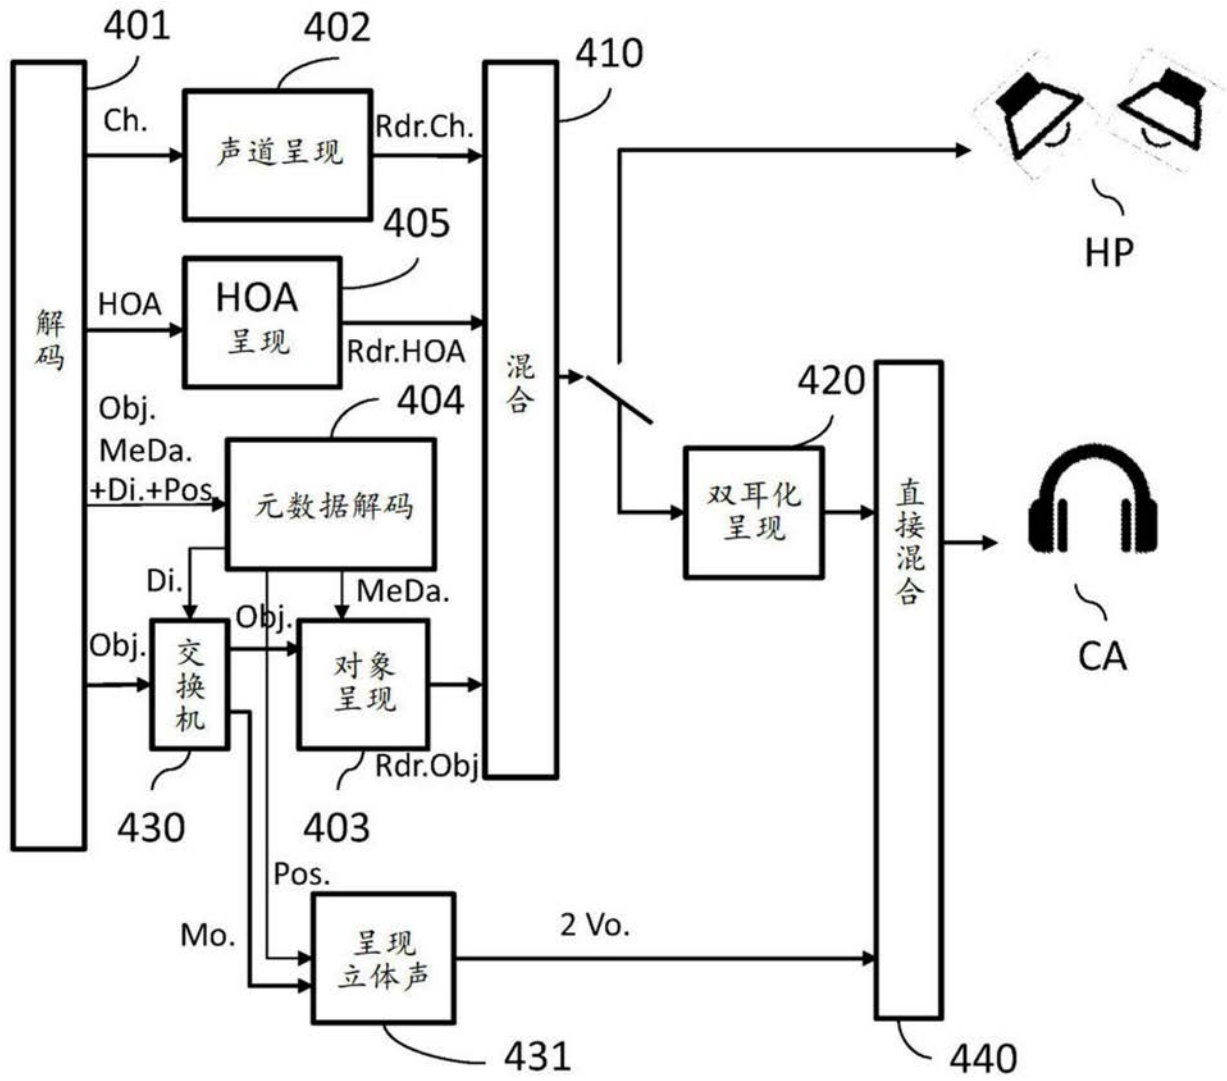 401
402
410
Ch.
声道呈现
Rdr.Ch.
HP
405
HOA
HOA
呈现
Rdr.HOA
解码
混合
404
420
Obj.
MeDa.
+Di.+Pos.
元数据解码
双耳化
呈现
直接混合
CA
Di.
MeDa.
Obj.
Obj.
交换机
对象
呈现
Rdr.Obj
430
403
Pos.
Mo.
呈现
立体声
2 Vo.
431
440